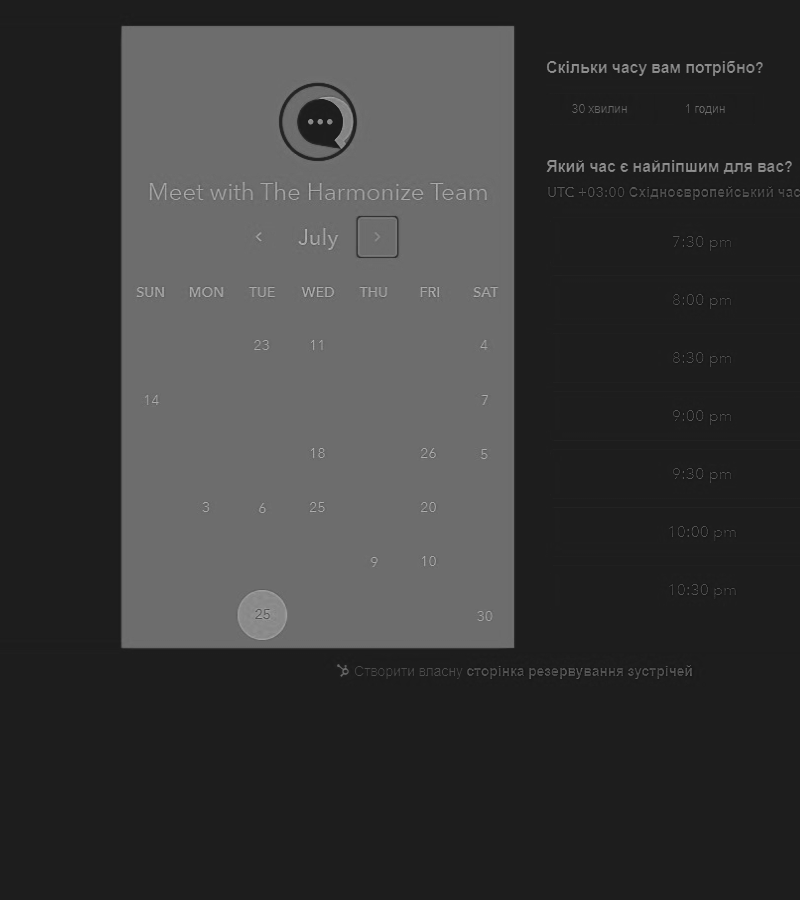 Meet with The Harmonize Team
July
SUN MON TUE WED THU FRI SAT
23 11 4
14 7
18 26 5
3 6 25 20
9 10
25 30
Скільки часу вам потрібно?
30 хвилин 1 годин
Який час є найліпшим для вас?
UTC +03:00 Східноєвропейський час
7:30 pm
8:00 pm
8:30 pm
9:00 pm
9:30 pm
10:00 pm
10:30 pm
Створити власну сторінка резервування зустрічей